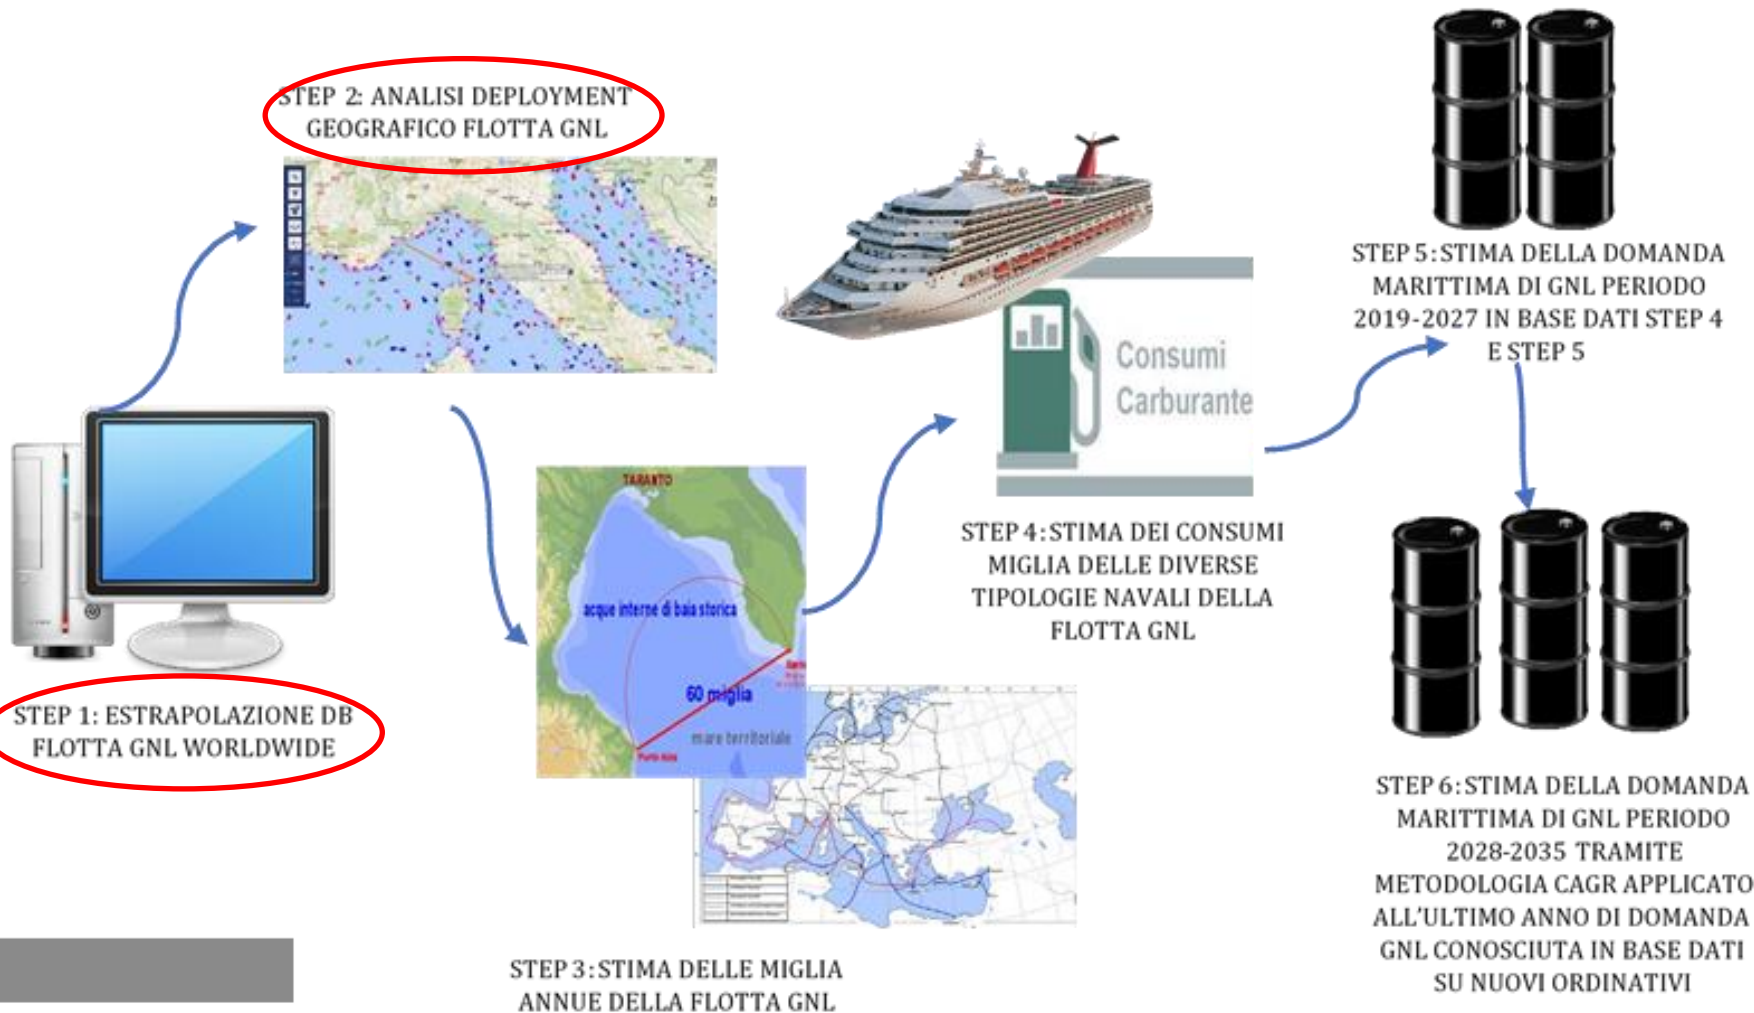 STEP 1: ESTRAPOLAZIONE DB
FLOTTA GNL WORLDWIDE
STEP 2: ANALISI DEPLOYMENT
GEOGRAFICO FLOTTA GNL
TARANTO
acque interne di baia storica
60 miglia
mare territoriale
STEP 3: STIMA DELLE MIGLIA
ANNUE DELLA FLOTTA GNL
Consumi
Carburante
STEP 4: STIMA DEI CONSUMI
MIGLIA DELLE DIVERSE
TIPOLOGIE NAVALI DELLA
FLOTTA GNL
STEP 5: STIMA DELLA DOMANDA
MARITTIMA DI GNL PERIODO
2019-2027 IN BASE DATI STEP 4
E STEP 5
STEP 6: STIMA DELLA DOMANDA
MARITTIMA DI GNL PERIODO
2028-2035 TRAMITE
METODOLOGIA CAGR APPLICATO
ALL'ULTIMO ANNO DI DOMANDA
GNL CONOSCIUTA IN BASE DATI
SU NUOVI ORDINATIVI